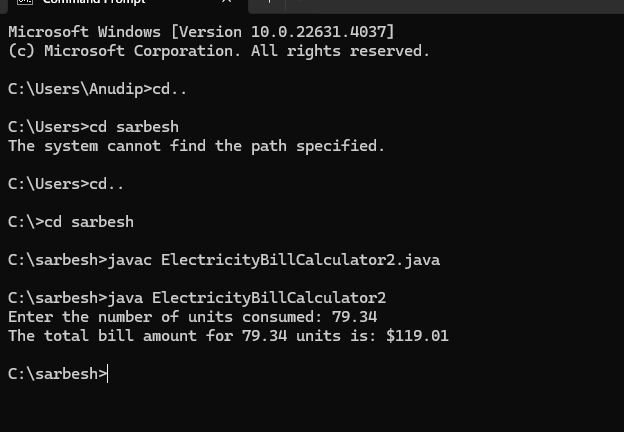 Command Prompt
Microsoft Windows [Version 10.0.22631.4037]
(c) Microsoft Corporation. All rights reserved.
C:\Users\Anudip>cd..
C:\Users>cd sarbesh
The system cannot find the path specified.
C:\Users>cd..
C:\>cd sarbesh
C:\sarbesh>javac ElectricityBillCalculator2.java
C:\sarbesh>java ElectricityBillCalculator2
Enter the number of units consumed: 79.34
The total bill amount for 79.34 units is: $119.01
C:\sarbesh>